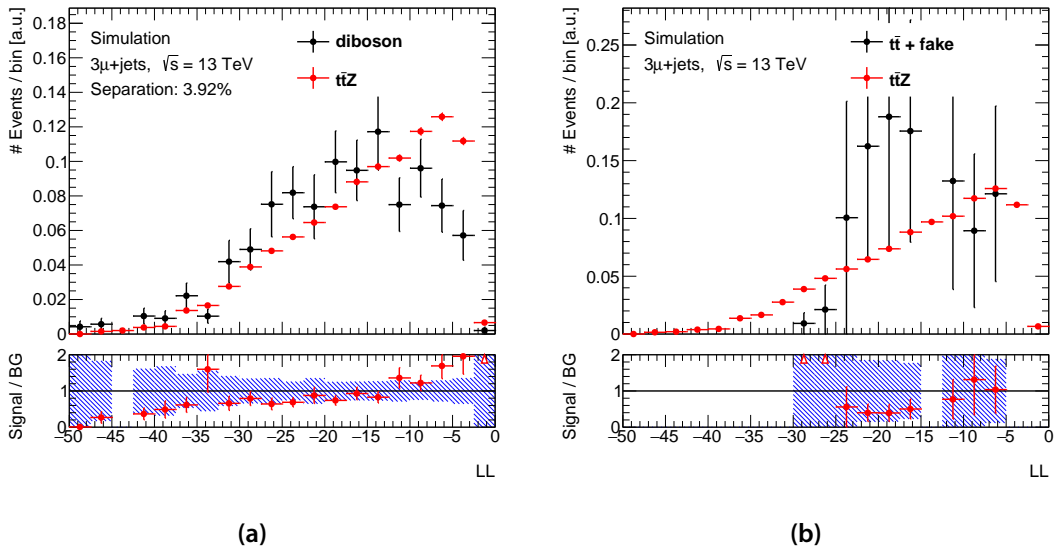 # Events / bin [a.u.]
0.18
0.16
0.14
0.12
0.1
0.08
0.06
0.04
0.02
0
Simulation
3μ+jets, √s = 13 TeV
Separation: 3.92%
diboson
tt̄Z
Signal / BG
2
1
0
−50 −45 −40 −35 −30 −25 −20 −15 −10 −5 0
LL
(a)
# Events / bin [a.u.]
0.25
0.2
0.15
0.1
0.05
0
Simulation
3μ+jets, √s = 13 TeV
tt̄ + fake
tt̄Z
Signal / BG
2
1
0
−50 −45 −40 −35 −30 −25 −20 −15 −10 −5 0
LL
(b)